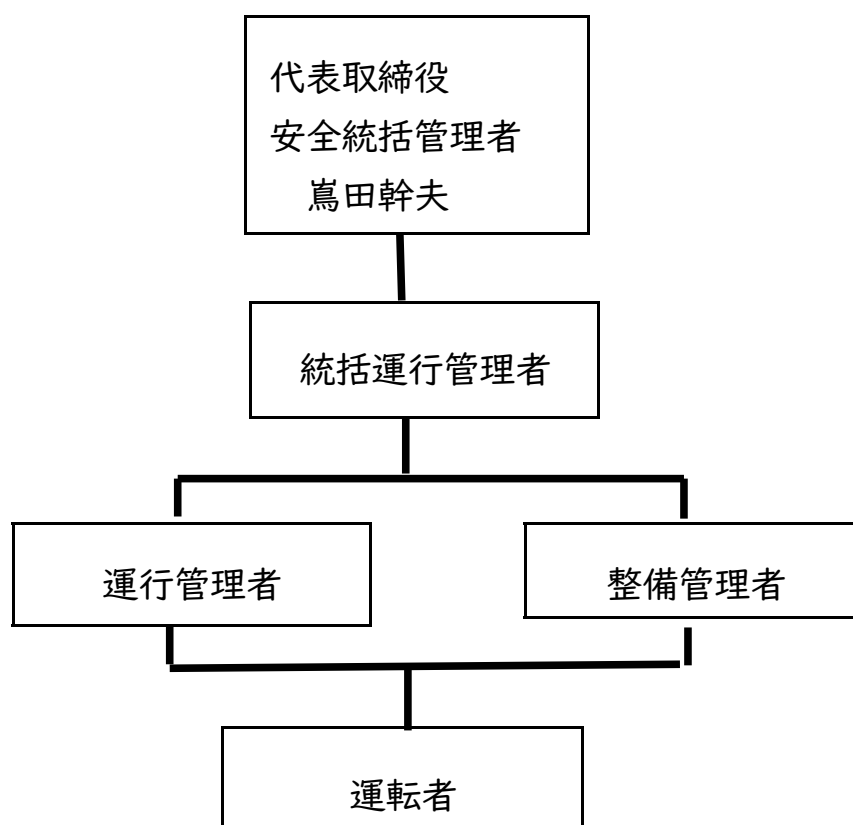 代表取締役
安全統括管理者
嶌田幹夫
統括運行管理者
運行管理者
整備管理者
運転者